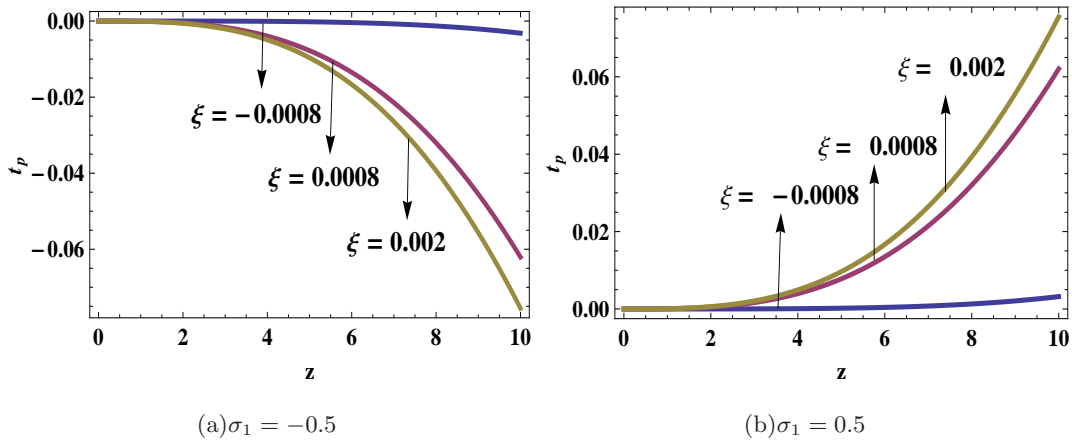 0.00
−0.02
−0.04
−0.06
t_p
ξ = −0.0008
ξ = 0.0008
ξ = 0.002
0 2 4 6 8 10
z
(a)σ₁ = −0.5
0.06
0.04
0.02
0.00
t_p
ξ = 0.002
ξ = 0.0008
ξ = −0.0008
0 2 4 6 8 10
z
(b)σ₁ = 0.5